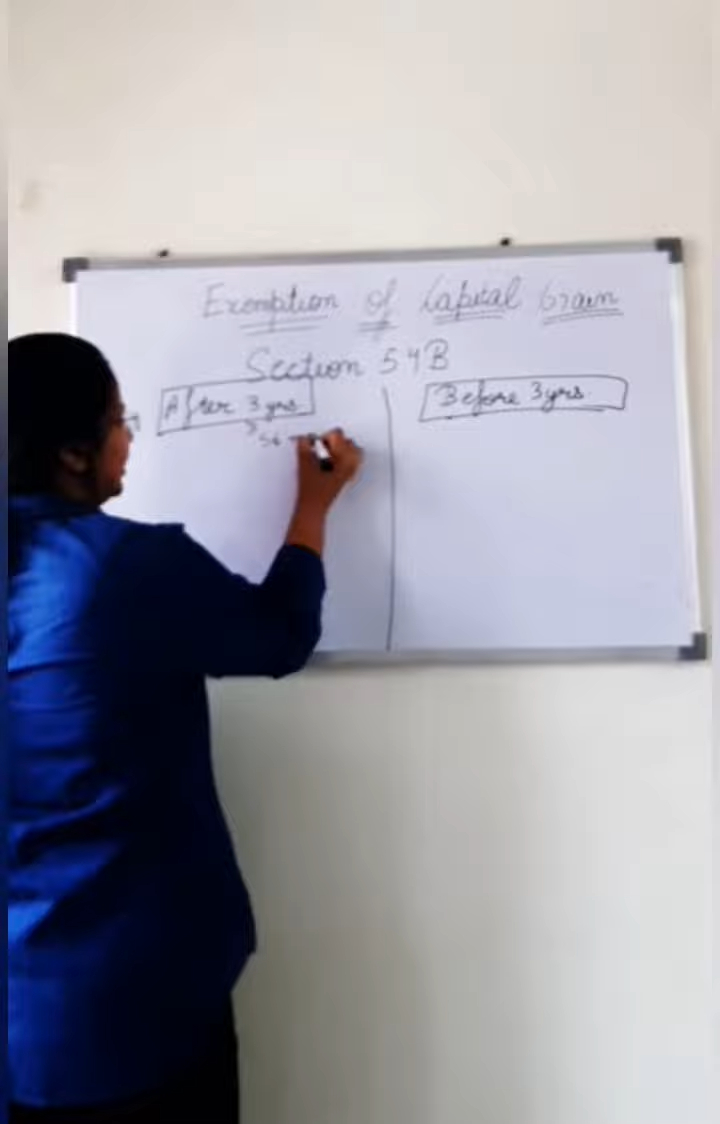 Exemption of Capital Gain
Section 54B
After 3 yrs.
Before 3 yrs.